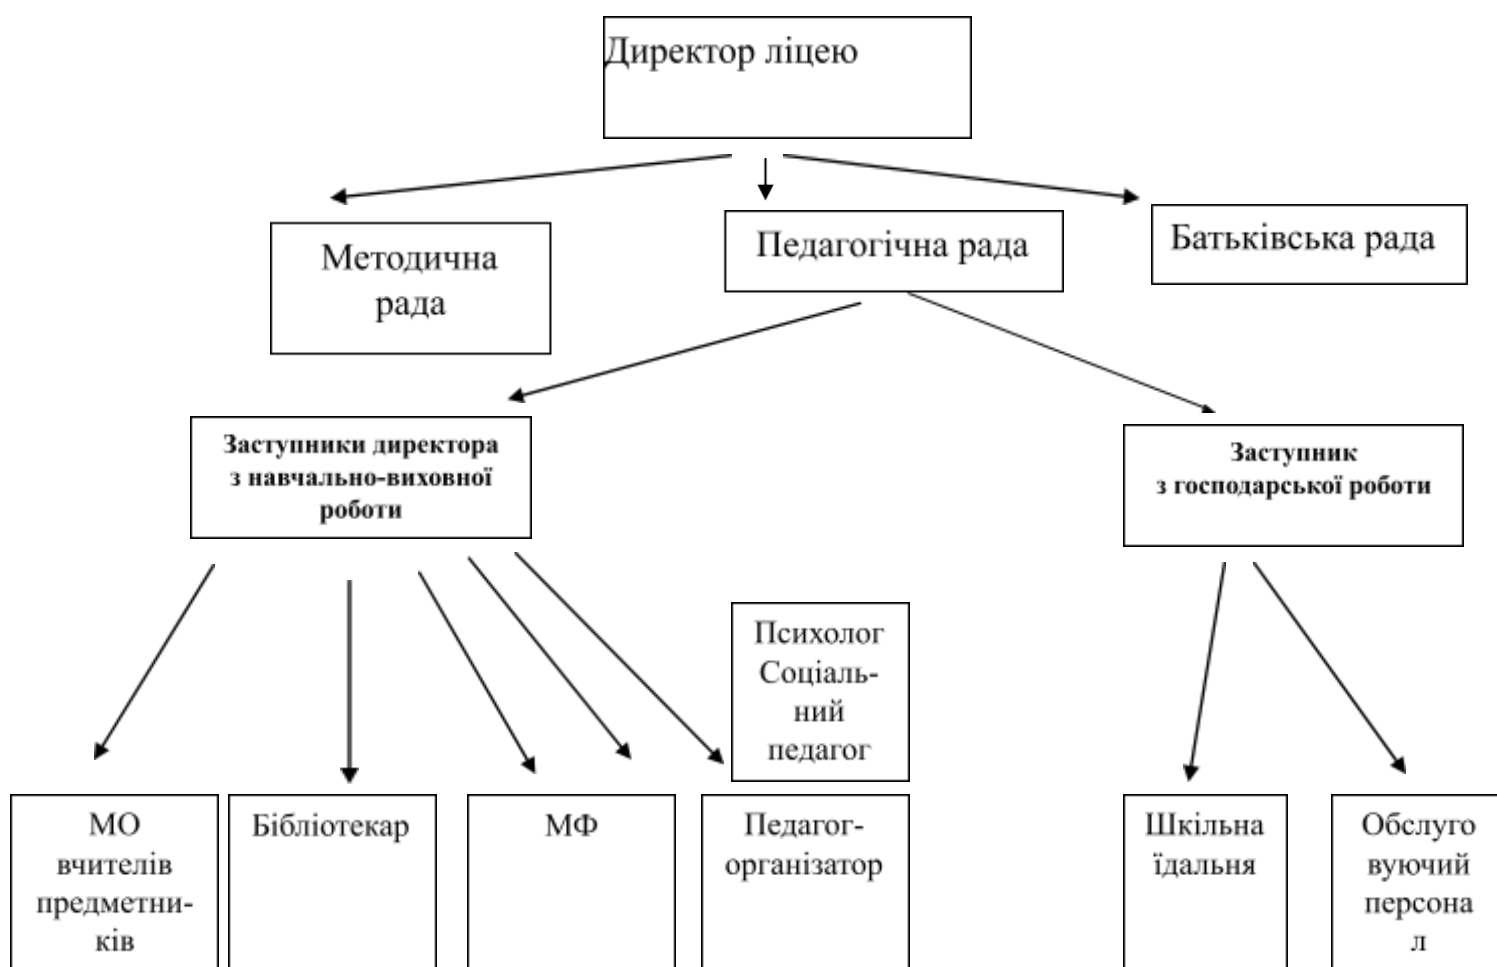 Директор ліцею
Методична
рада
Педагогічна рада
Батьківська рада
Заступники директора
з навчально-виховної
роботи
Заступник
з господарської роботи
Психолог
Соціаль-
ний
педагог
МО
вчителів
предметни-
ків
Бібліотекар
МФ
Педагог-
організатор
Шкільна
їдальня
Обслуго
вуючий
персона
л